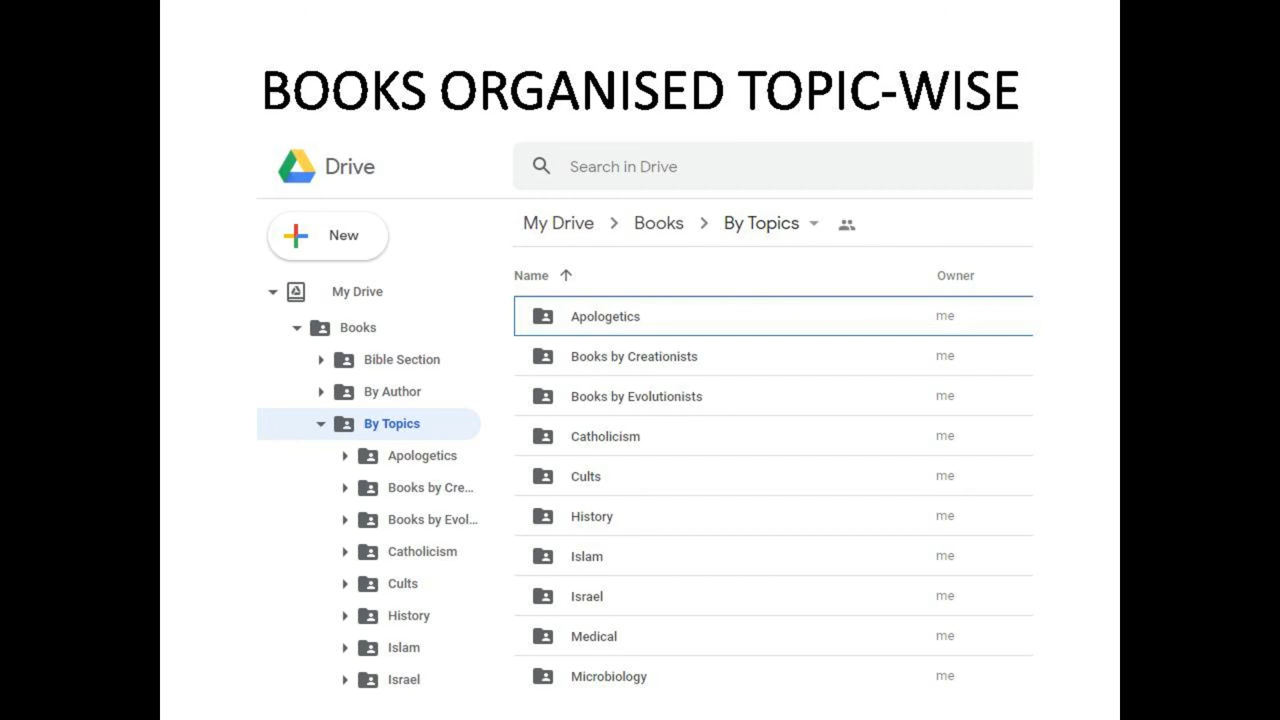 BOOKS ORGANISED TOPIC-WISE
Drive
Search in Drive
New
My Drive > Books > By Topics
Name
Owner
My Drive
Books
Bible Section
By Author
By Topics
Apologetics
Books by Cre...
Books by Evol...
Catholicism
Cults
History
Islam
Israel
Apologetics me
Books by Creationists me
Books by Evolutionists me
Catholicism me
Cults me
History me
Islam me
Israel me
Medical me
Microbiology me